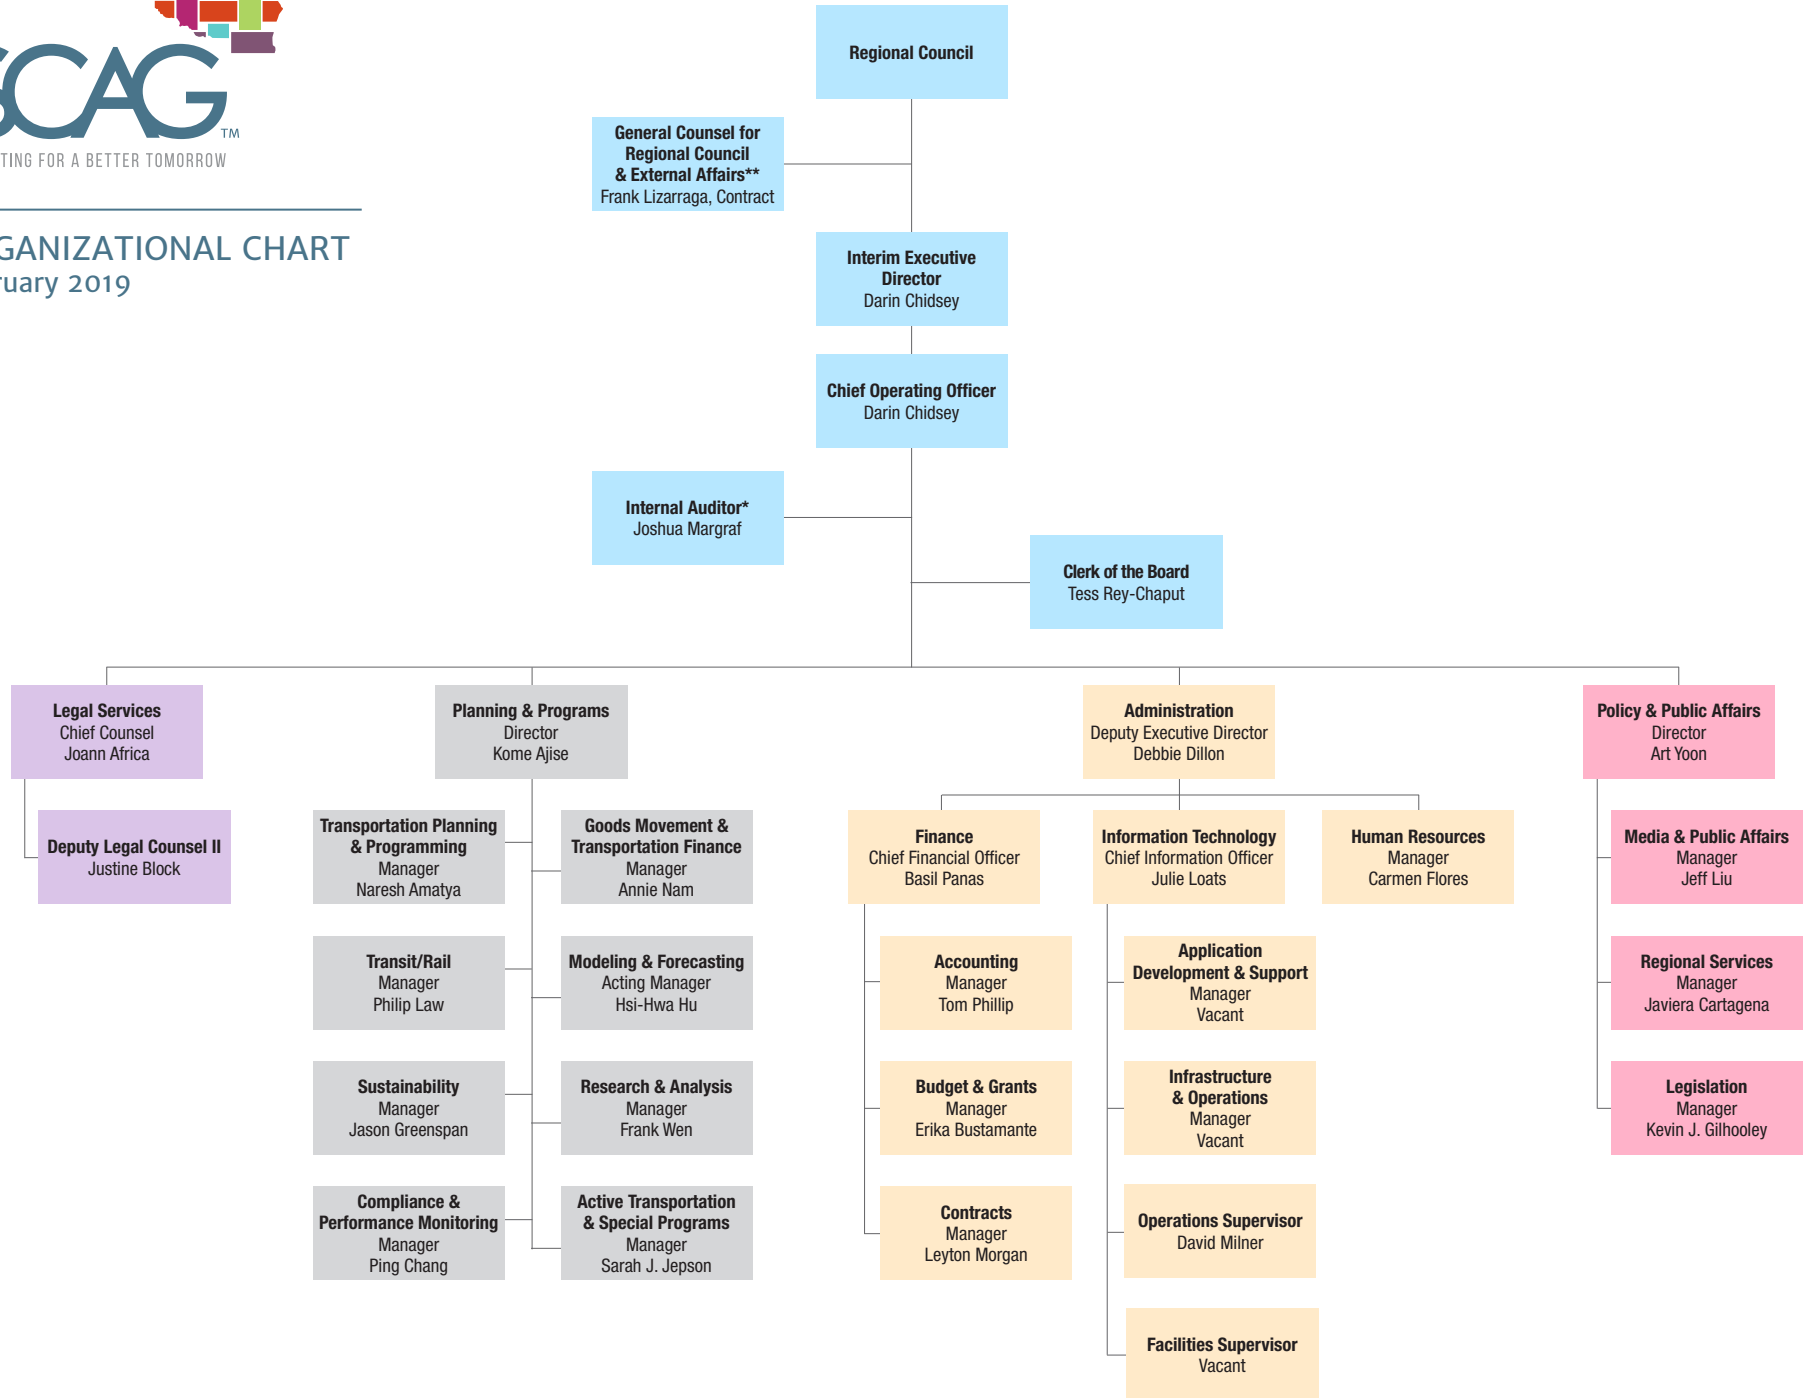 SCAG
TM
TING FOR A BETTER TOMORROW
GANIZATIONAL CHART
ruary 2019
Regional Council
General Counsel for
Regional Council
& External Affairs**
Frank Lizarraga, Contract
Interim Executive
Director
Darin Chidsey
Chief Operating Officer
Darin Chidsey
Internal Auditor*
Joshua Margraf
Clerk of the Board
Tess Rey-Chaput
Legal Services
Chief Counsel
Joann Africa
Deputy Legal Counsel II
Justine Block
Planning & Programs
Director
Kome Ajise
Transportation Planning
& Programming
Manager
Naresh Amatya
Goods Movement &
Transportation Finance
Manager
Annie Nam
Transit/Rail
Manager
Philip Law
Modeling & Forecasting
Acting Manager
Hsi-Hwa Hu
Sustainability
Manager
Jason Greenspan
Research & Analysis
Manager
Frank Wen
Compliance &
Performance Monitoring
Manager
Ping Chang
Active Transportation
& Special Programs
Manager
Sarah J. Jepson
Administration
Deputy Executive Director
Debbie Dillon
Finance
Chief Financial Officer
Basil Panas
Accounting
Manager
Tom Phillip
Budget & Grants
Manager
Erika Bustamante
Contracts
Manager
Leyton Morgan
Information Technology
Chief Information Officer
Julie Loats
Application
Development & Support
Manager
Vacant
Infrastructure
& Operations
Manager
Vacant
Operations Supervisor
David Milner
Facilities Supervisor
Vacant
Human Resources
Manager
Carmen Flores
Policy & Public Affairs
Director
Art Yoon
Media & Public Affairs
Manager
Jeff Liu
Regional Services
Manager
Javiera Cartagena
Legislation
Manager
Kevin J. Gilhooley